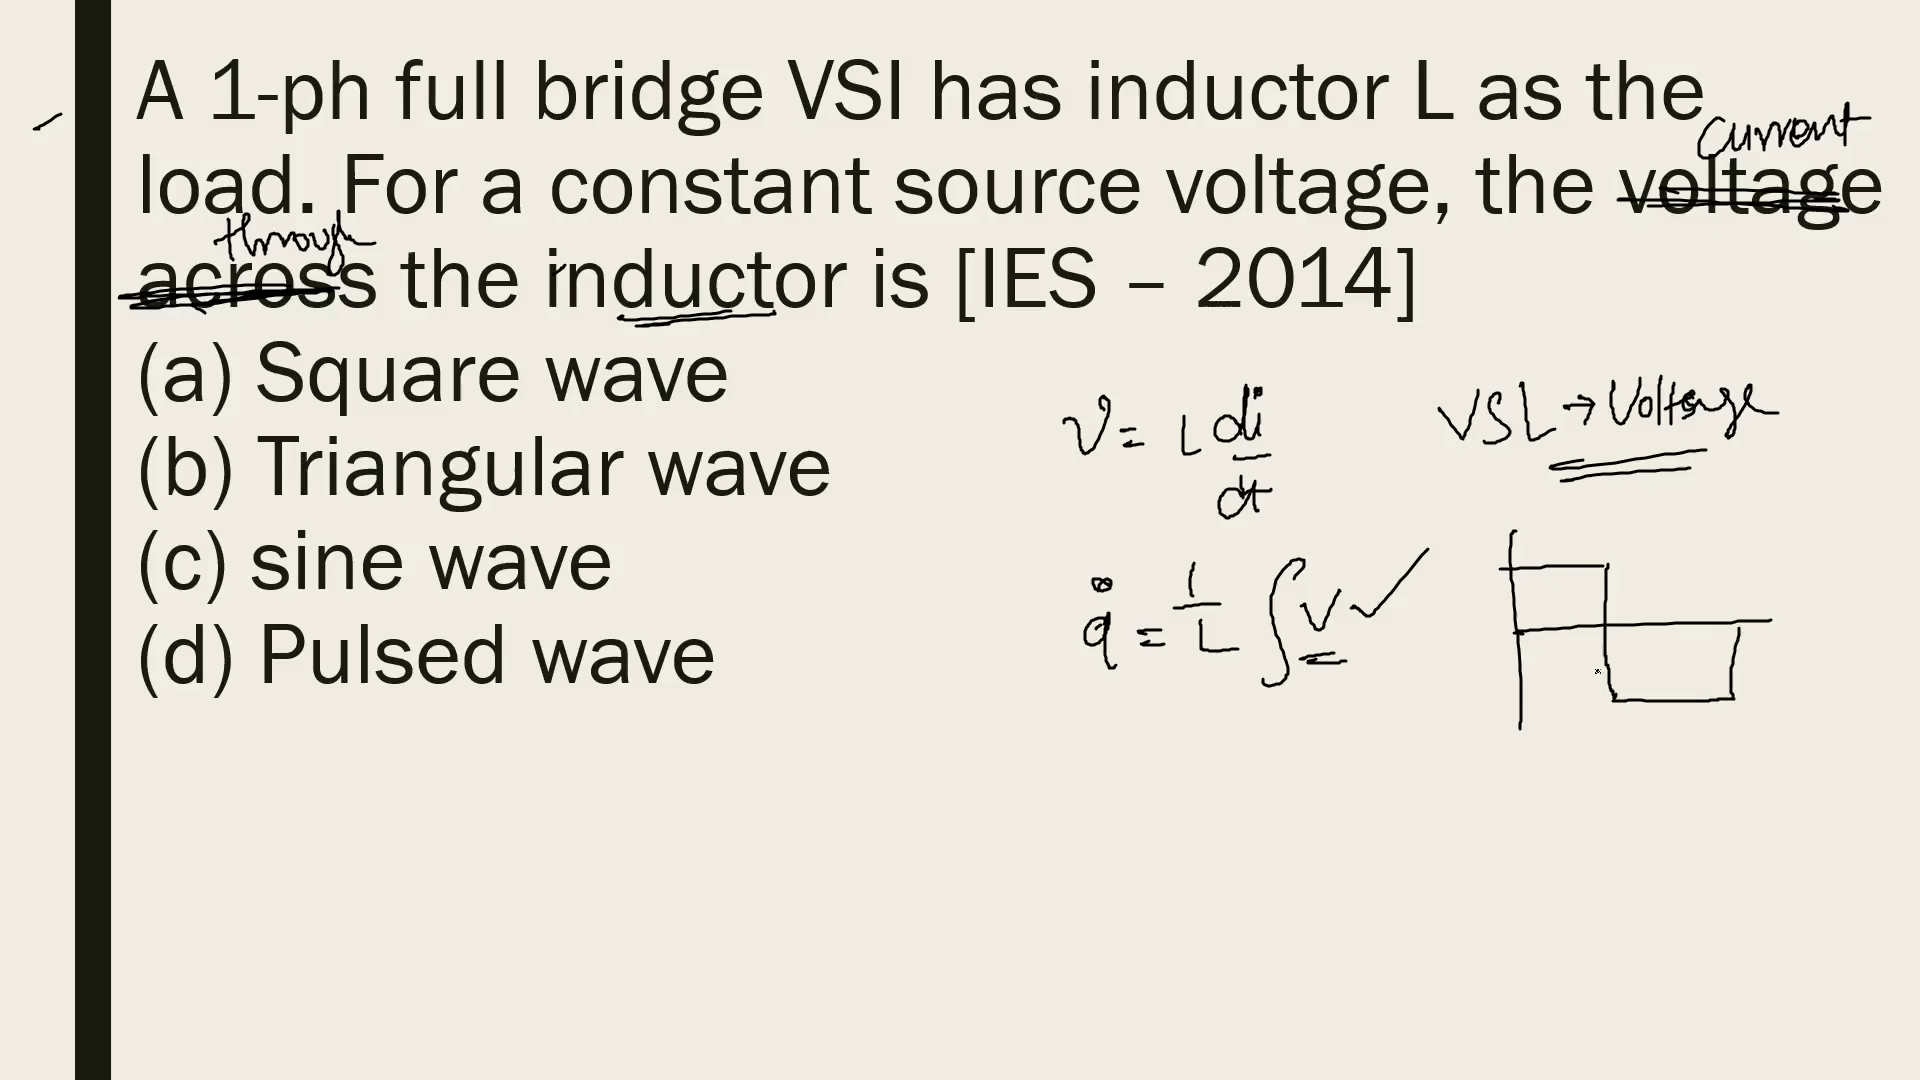 A 1-ph full bridge VSI has inductor L as the
current
load. For a constant source voltage, the voltage
through
across the inductor is [IES – 2014]
(a) Square wave
(b) Triangular wave
(c) sine wave
(d) Pulsed wave
V = L di
dt
VSI → Voltage
1
= ∫ V
L